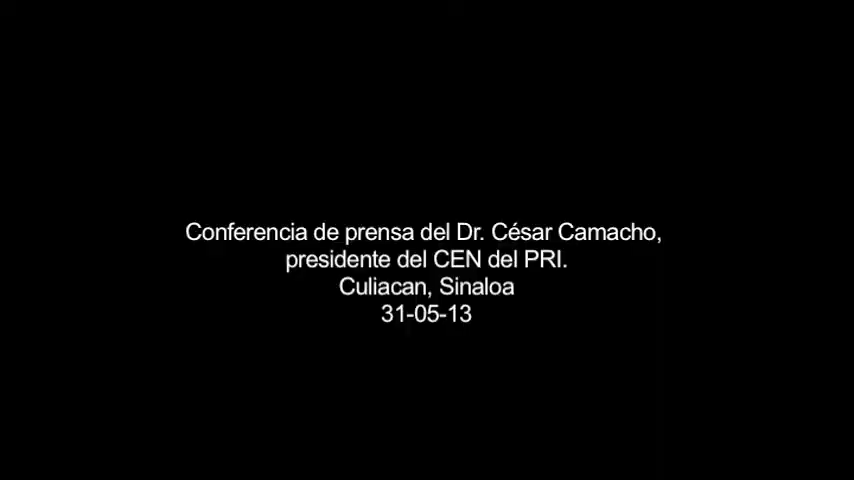 Conferencia de prensa del Dr. César Camacho,
presidente del CEN del PRI.
Culiacan, Sinaloa
31-05-13